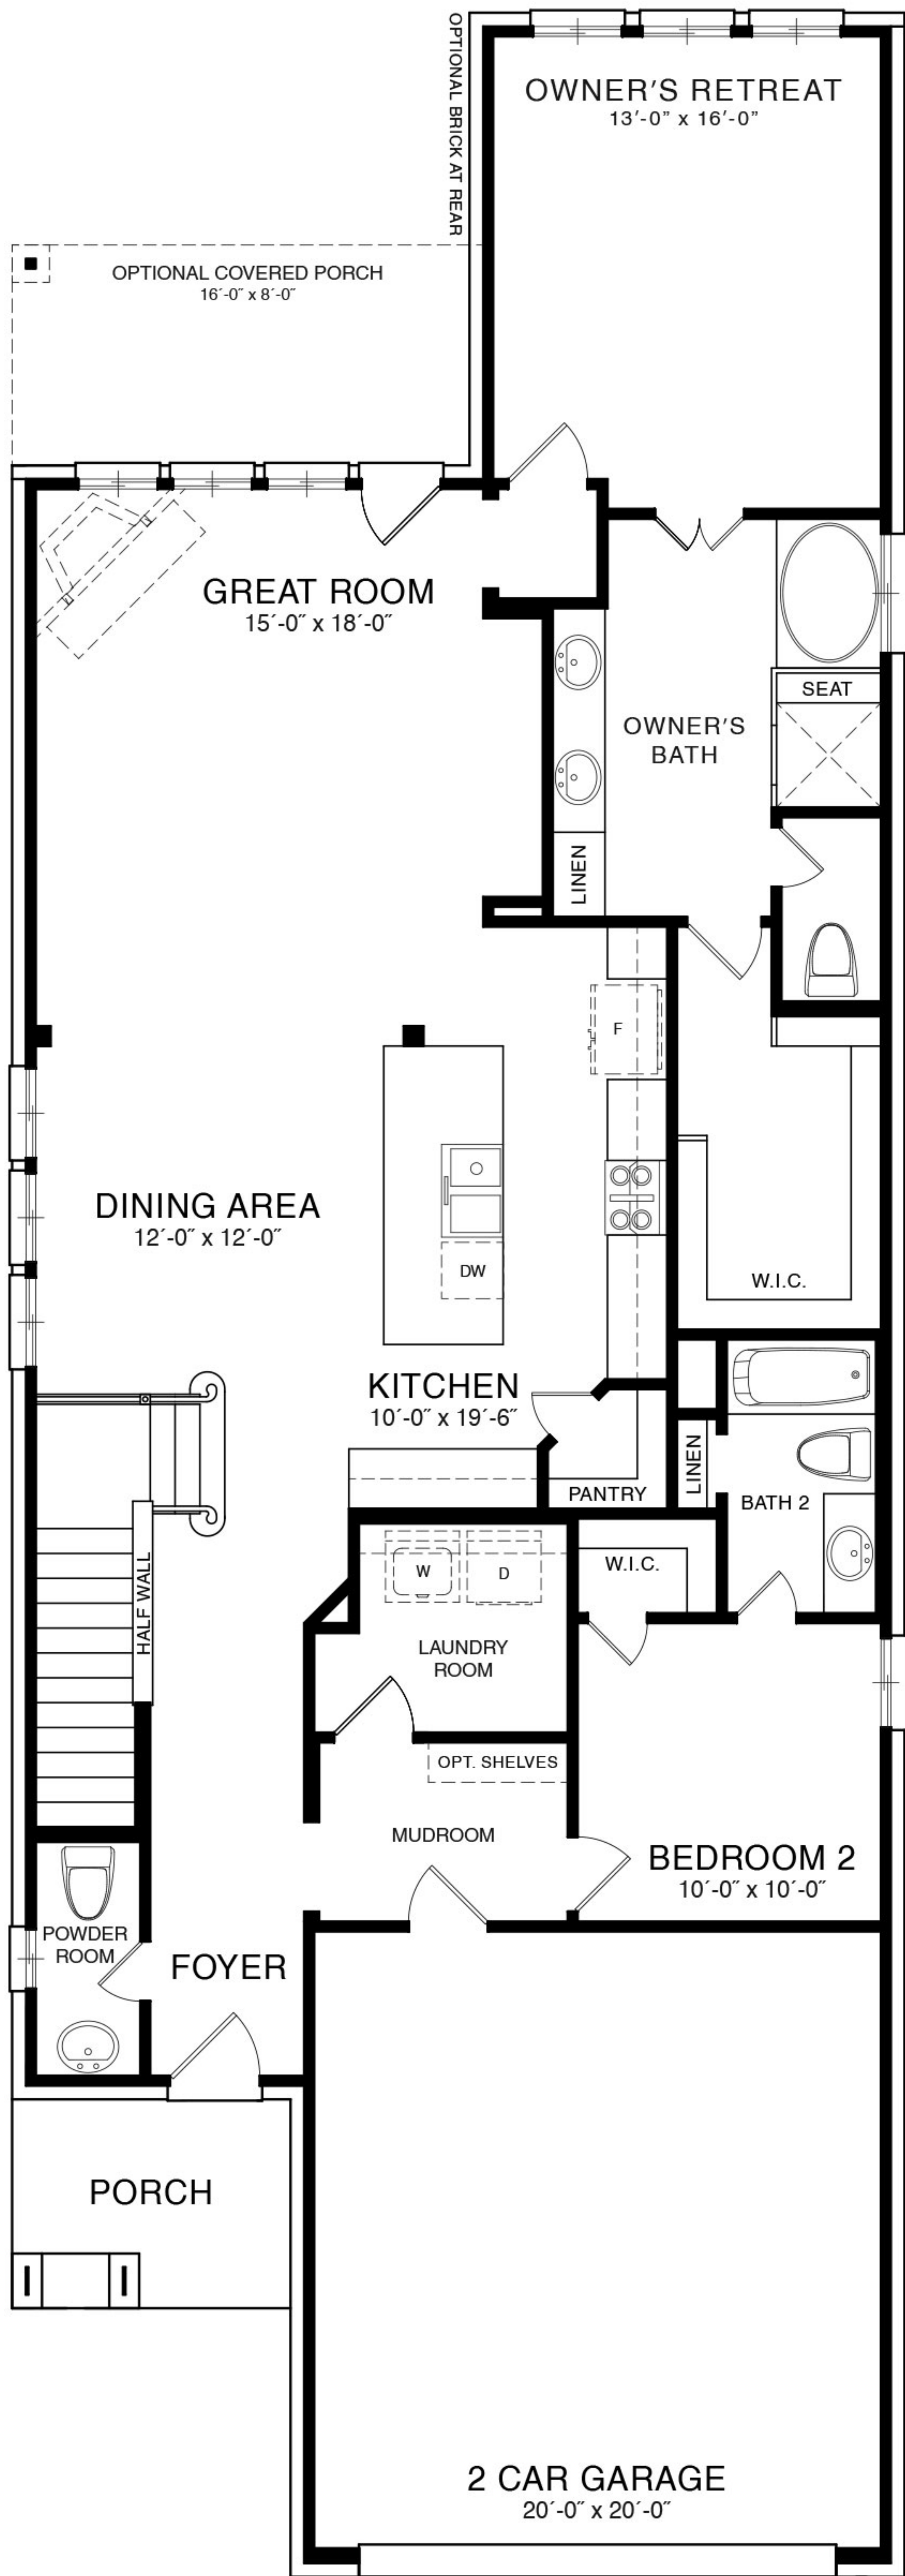 OPTIONAL BRICK AT REAR
OWNER'S RETREAT
13′-0” x 16′-0”
OPTIONAL COVERED PORCH
16´-0˝ x 8´-0˝
GREAT ROOM
15´-0˝ x 18´-0˝
SEAT
OWNER'S
BATH
LINEN
F
DINING AREA
12´-0˝ x 12´-0˝
DW
W.I.C.
KITCHEN
10´-0˝ x 19´-6˝
PANTRY
LINEN
BATH 2
HALF WALL
W
D
W.I.C.
LAUNDRY
ROOM
OPT. SHELVES
MUDROOM
BEDROOM 2
10´-0˝ x 10´-0˝
POWDER
ROOM
FOYER
PORCH
2 CAR GARAGE
20´-0˝ x 20´-0˝